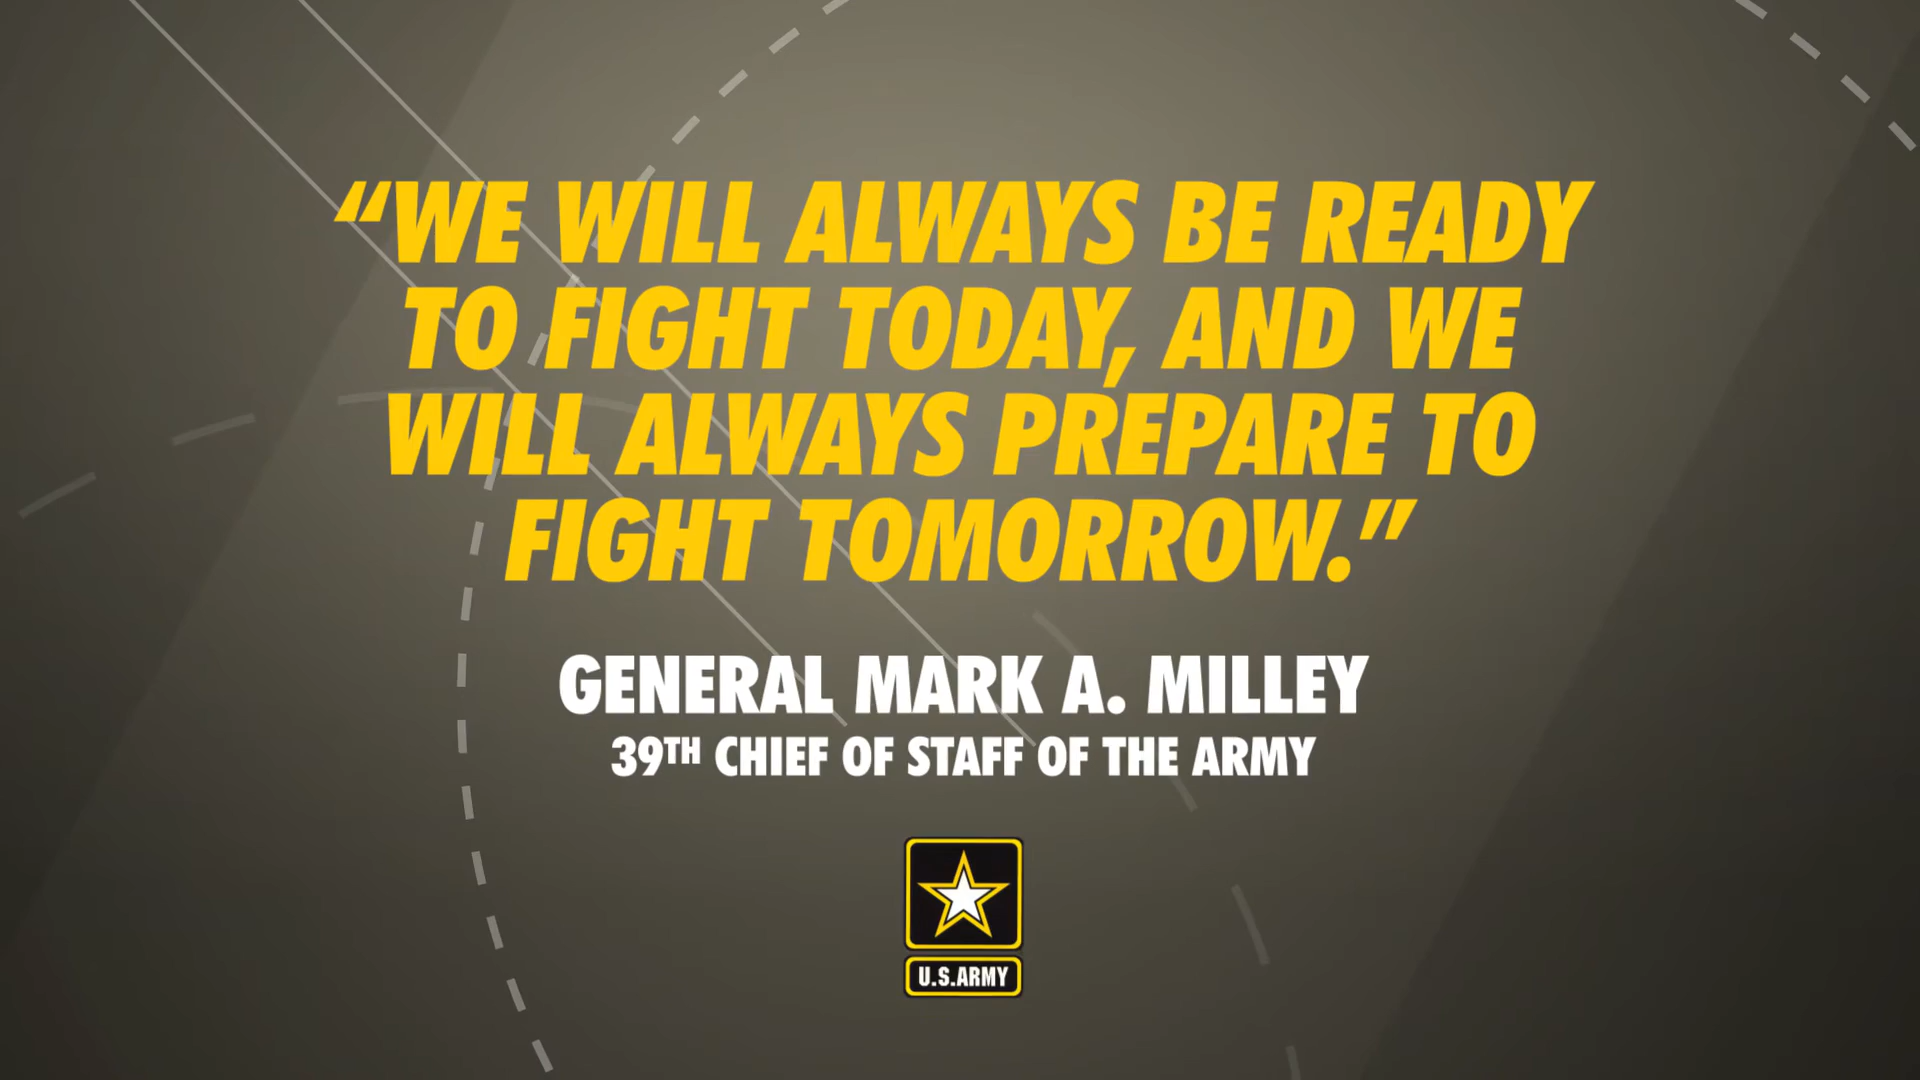 “WE WILL ALWAYS BE READY
TO FIGHT TODAY, AND WE
WILL ALWAYS PREPARE TO
FIGHT TOMORROW.”
GENERAL MARK A. MILLEY
39TH CHIEF OF STAFF OF THE ARMY
U.S.ARMY